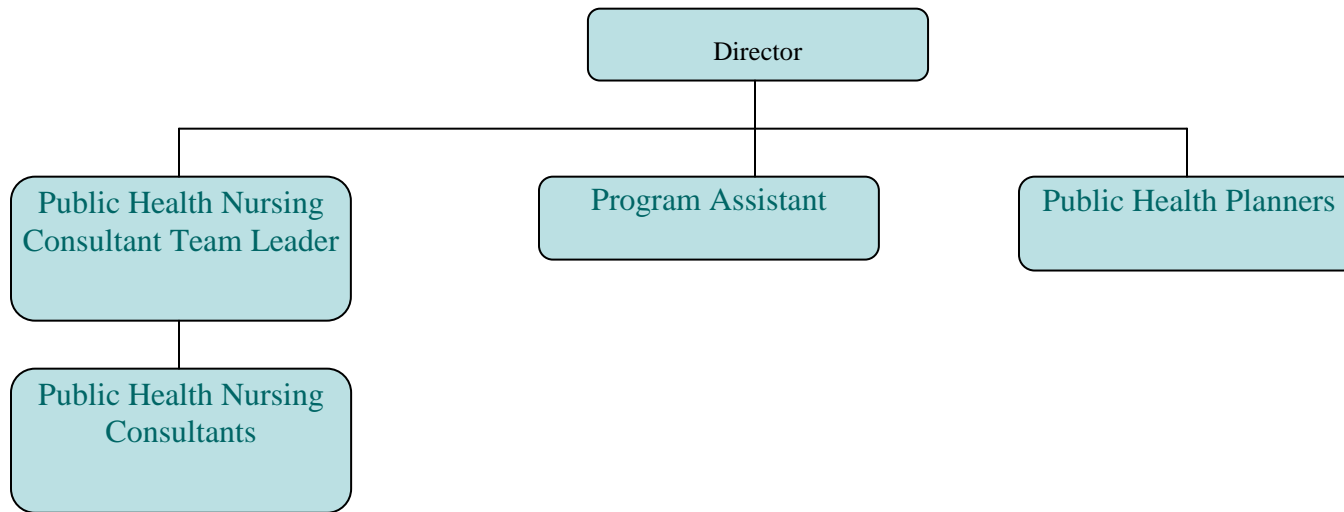 Director
Public Health Nursing
Consultant Team Leader
Program Assistant
Public Health Planners
Public Health Nursing
Consultants